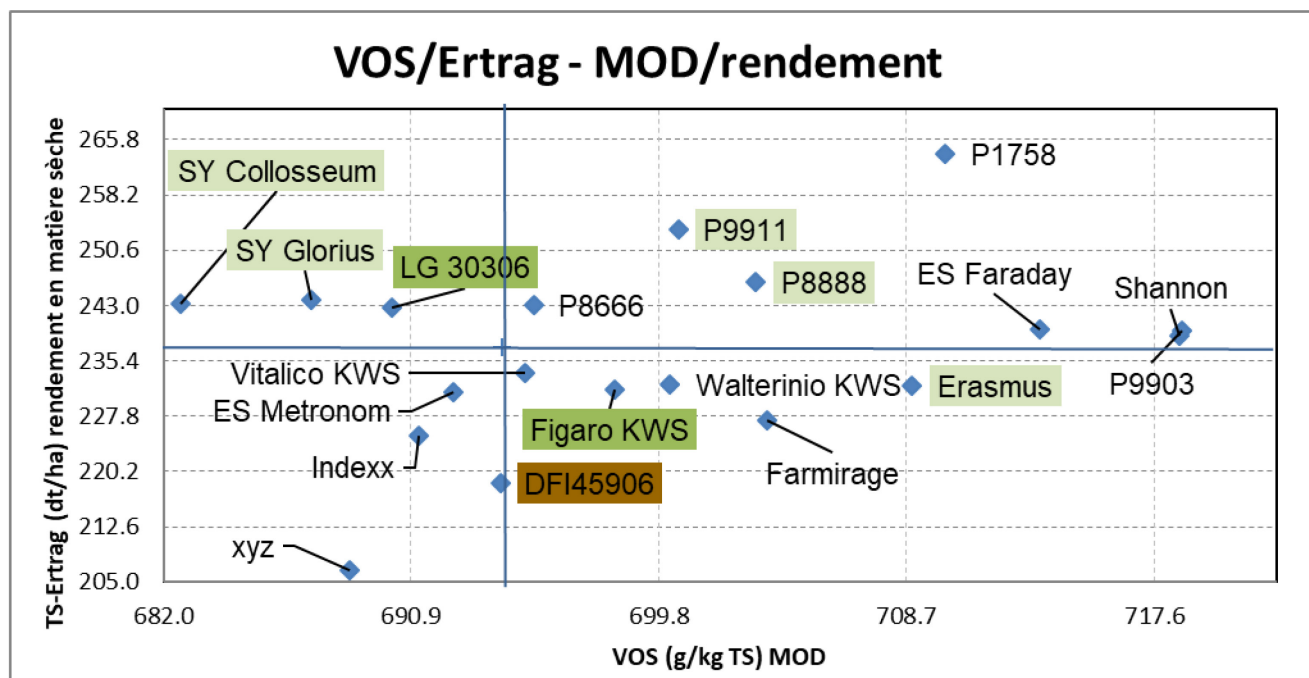 VOS/Ertrag - MOD/rendement
TS-Ertrag (dt/ha) rendement en matière sèche
265.8
258.2
250.6
243.0
235.4
227.8
220.2
212.6
205.0
P1758
SY Collosseum
P9911
SY Glorius
LG 30306
P8888
ES Faraday
Shannon
P8666
Vitalico KWS
Walterinio KWS
Erasmus
P9903
ES Metronom
Figaro KWS
Indexx
Farmirage
DFI45906
xyz
682.0
690.9
699.8
708.7
717.6
VOS (g/kg TS) MOD